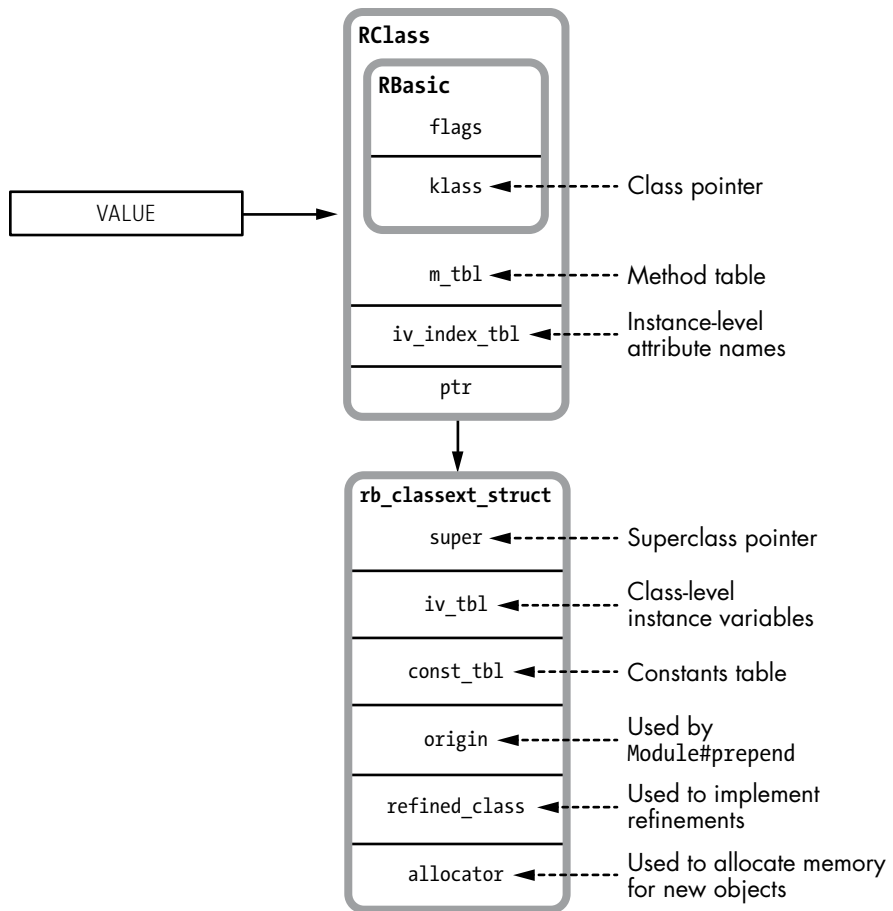 RClass
RBasic
flags
klass
Class pointer
VALUE
m_tbl
Method table
iv_index_tbl
Instance-level
attribute names
ptr
rb_classext_struct
super
Superclass pointer
iv_tbl
Class-level
instance variables
const_tbl
Constants table
origin
Used by
Module#prepend
refined_class
Used to implement
refinements
allocator
Used to allocate memory
for new objects